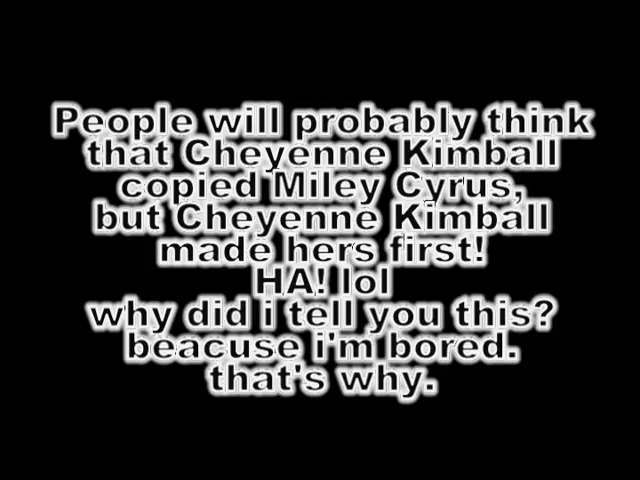 People will probably think
that Cheyenne Kimball
copied Miley Cyrus,
but Cheyenne Kimball
made hers first!
HA! lol
why did i tell you this?
beacuse i'm bored.
that's why.